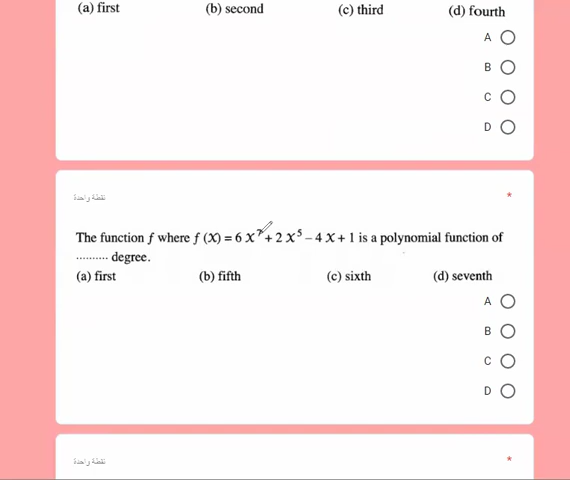 (a) first (b) second (c) third (d) fourth
A
B
C
D
نقطة واحدة *
The function f where f (X) = 6 X⁷ + 2 X⁵ – 4 X + 1 is a polynomial function of
.......... degree.
(a) first (b) fifth (c) sixth (d) seventh
A
B
C
D
نقطة واحدة *